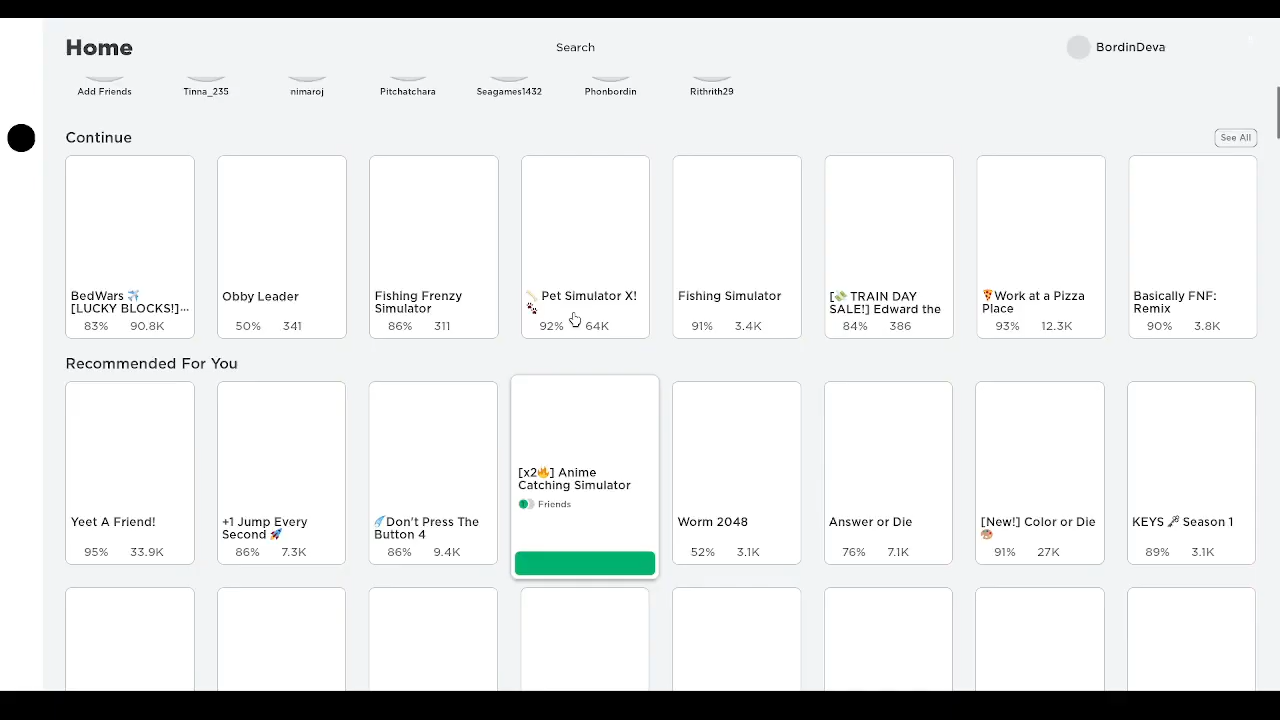 Home
Search
BordinDeva
Add Friends
Tinna_235
nimaroj
Pitchatchara
Seagames1432
Phonbordin
Rithrith29
Continue
See All
BedWars ✈️
[LUCKY BLOCKS!]...
83% 90.8K
Obby Leader
50% 341
Fishing Frenzy
Simulator
86% 311
🦴 Pet Simulator X!
🐾
92% 64K
Fishing Simulator
91% 3.4K
[💸 TRAIN DAY
SALE!] Edward the
84% 386
🍕Work at a Pizza
Place
93% 12.3K
Basically FNF:
Remix
90% 3.8K
Recommended For You
Yeet A Friend!
95% 33.9K
+1 Jump Every
Second 🚀
86% 7.3K
🚀Don't Press The
Button 4
86% 9.4K
[x2🔥] Anime
Catching Simulator
1 Friends
Worm 2048
52% 3.1K
Answer or Die
76% 7.1K
[New!] Color or Die
🎨
91% 27K
KEYS 🗝️ Season 1
89% 3.1K